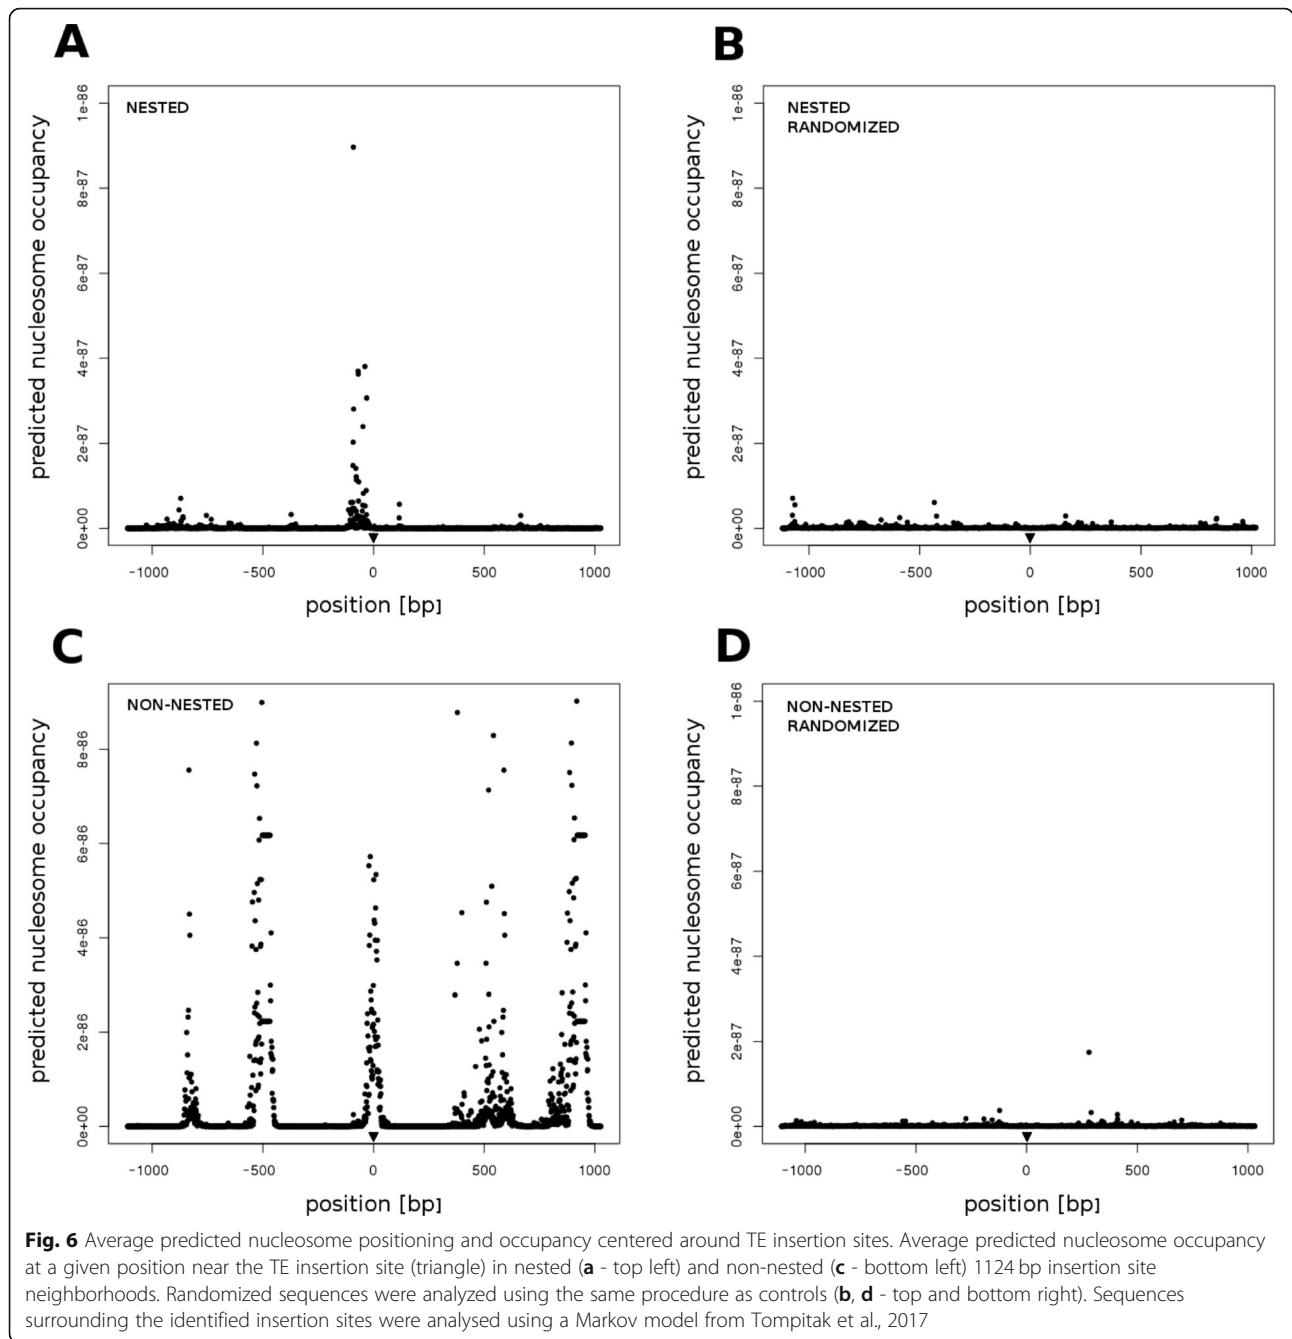 A
NESTED
predicted nucleosome occupancy
1e-86
8e-87
6e-87
4e-87
2e-87
0e+00
-1000 -500 0 500 1000
position [bp]
B
NESTED
RANDOMIZED
predicted nucleosome occupancy
1e-86
8e-87
6e-87
4e-87
2e-87
0e+00
-1000 -500 0 500 1000
position [bp]
C
NON-NESTED
predicted nucleosome occupancy
8e-86
6e-86
4e-86
2e-86
0e+00
-1000 -500 0 500 1000
position [bp]
D
NON-NESTED
RANDOMIZED
predicted nucleosome occupancy
1e-86
8e-87
6e-87
4e-87
2e-87
0e+00
-1000 -500 0 500 1000
position [bp]
Fig. 6 Average predicted nucleosome positioning and occupancy centered around TE insertion sites. Average predicted nucleosome occupancy
at a given position near the TE insertion site (triangle) in nested (a - top left) and non-nested (c - bottom left) 1124 bp insertion site
neighborhoods. Randomized sequences were analyzed using the same procedure as controls (b, d - top and bottom right). Sequences
surrounding the identified insertion sites were analysed using a Markov model from Tompitak et al., 2017